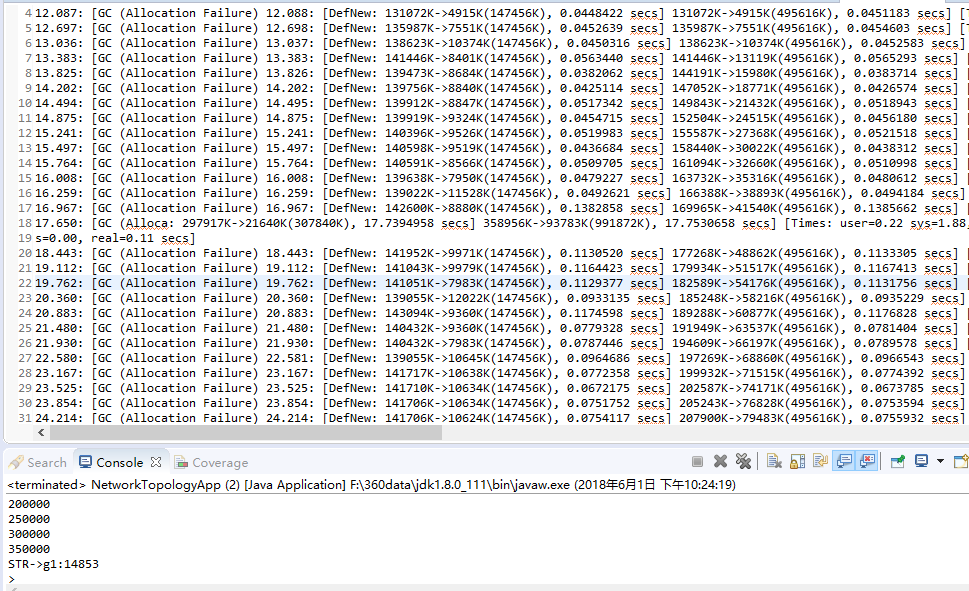 4 12.087: [GC (Allocation Failure) 12.088: [DefNew: 131072K->4915K(147456K), 0.0448422 secs] 131072K->4915K(495616K), 0.0451183 secs] [T
5 12.697: [GC (Allocation Failure) 12.698: [DefNew: 135987K->7551K(147456K), 0.0452639 secs] 135987K->7551K(495616K), 0.0454603 secs] [T
6 13.036: [GC (Allocation Failure) 13.037: [DefNew: 138623K->10374K(147456K), 0.0450316 secs] 138623K->10374K(495616K), 0.0452583 secs]
7 13.383: [GC (Allocation Failure) 13.383: [DefNew: 141446K->8401K(147456K), 0.0563440 secs] 141446K->13119K(495616K), 0.0565293 secs] [
8 13.825: [GC (Allocation Failure) 13.826: [DefNew: 139473K->8684K(147456K), 0.0382062 secs] 144191K->15980K(495616K), 0.0383714 secs] [
9 14.202: [GC (Allocation Failure) 14.202: [DefNew: 139756K->8840K(147456K), 0.0425114 secs] 147052K->18771K(495616K), 0.0426574 secs] [
10 14.494: [GC (Allocation Failure) 14.495: [DefNew: 139912K->8847K(147456K), 0.0517342 secs] 149843K->21432K(495616K), 0.0518943 secs] [
11 14.875: [GC (Allocation Failure) 14.875: [DefNew: 139919K->9324K(147456K), 0.0454715 secs] 152504K->24515K(495616K), 0.0456180 secs] [
12 15.241: [GC (Allocation Failure) 15.241: [DefNew: 140396K->9526K(147456K), 0.0519983 secs] 155587K->27368K(495616K), 0.0521518 secs] [
13 15.497: [GC (Allocation Failure) 15.497: [DefNew: 140598K->9519K(147456K), 0.0436684 secs] 158440K->30022K(495616K), 0.0438312 secs] [
14 15.764: [GC (Allocation Failure) 15.764: [DefNew: 140591K->8566K(147456K), 0.0509705 secs] 161094K->32660K(495616K), 0.0510998 secs] [
15 16.008: [GC (Allocation Failure) 16.008: [DefNew: 139638K->7950K(147456K), 0.0479227 secs] 163732K->35316K(495616K), 0.0480612 secs] [
16 16.259: [GC (Allocation Failure) 16.259: [DefNew: 139022K->11528K(147456K), 0.0492621 secs] 166388K->38893K(495616K), 0.0494184 secs]
17 16.967: [GC (Allocation Failure) 16.967: [DefNew: 142600K->8880K(147456K), 0.1382858 secs] 169965K->41540K(495616K), 0.1385662 secs] [
18 17.650: [GC (Alloca: 297917K->21640K(307840K), 17.7394958 secs] 358956K->93783K(991872K), 17.7530658 secs] [Times: user=0.22 sys=1.88,
19 s=0.00, real=0.11 secs]
20 18.443: [GC (Allocation Failure) 18.443: [DefNew: 141952K->9971K(147456K), 0.1130520 secs] 177268K->48862K(495616K), 0.1133305 secs] [
21 19.112: [GC (Allocation Failure) 19.112: [DefNew: 141043K->9979K(147456K), 0.1164423 secs] 179934K->51517K(495616K), 0.1167413 secs] [
22 19.762: [GC (Allocation Failure) 19.762: [DefNew: 141051K->7983K(147456K), 0.1129377 secs] 182589K->54176K(495616K), 0.1131756 secs] [
23 20.360: [GC (Allocation Failure) 20.360: [DefNew: 139055K->12022K(147456K), 0.0933135 secs] 185248K->58216K(495616K), 0.0935229 secs]
24 20.883: [GC (Allocation Failure) 20.883: [DefNew: 143094K->9360K(147456K), 0.1174598 secs] 189288K->60877K(495616K), 0.1176828 secs] [
25 21.480: [GC (Allocation Failure) 21.480: [DefNew: 140432K->9360K(147456K), 0.0779328 secs] 191949K->63537K(495616K), 0.0781404 secs] [
26 21.930: [GC (Allocation Failure) 21.930: [DefNew: 140432K->7983K(147456K), 0.0787446 secs] 194609K->66197K(495616K), 0.0789578 secs] [
27 22.580: [GC (Allocation Failure) 22.581: [DefNew: 139055K->10645K(147456K), 0.0964686 secs] 197269K->68860K(495616K), 0.0966543 secs]
28 23.167: [GC (Allocation Failure) 23.167: [DefNew: 141717K->10638K(147456K), 0.0772358 secs] 199932K->71515K(495616K), 0.0774392 secs]
29 23.525: [GC (Allocation Failure) 23.525: [DefNew: 141710K->10634K(147456K), 0.0672175 secs] 202587K->74171K(495616K), 0.0673785 secs]
30 23.854: [GC (Allocation Failure) 23.854: [DefNew: 141706K->10634K(147456K), 0.0751752 secs] 205243K->76828K(495616K), 0.0753594 secs]
31 24.214: [GC (Allocation Failure) 24.214: [DefNew: 141706K->10624K(147456K), 0.0754117 secs] 207900K->79483K(495616K), 0.0755932 secs]
Search Console Coverage
<terminated> NetworkTopologyApp (2) [Java Application] F:\360data\jdk1.8.0_111\bin\javaw.exe (2018年6月1日 下午10:24:19)
200000
250000
300000
350000
STR->g1:14853
>